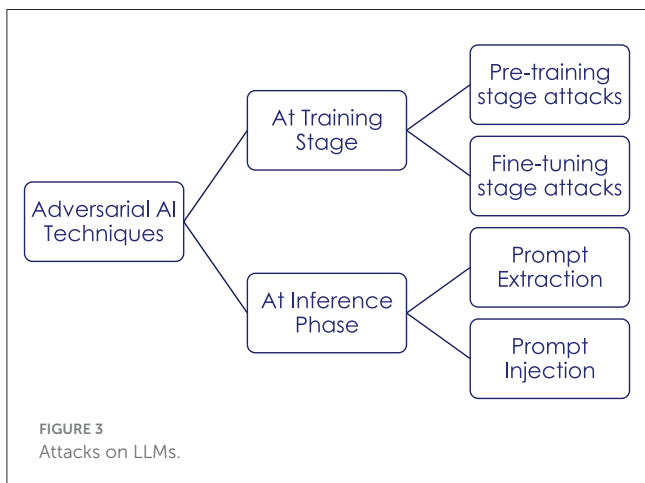 Adversarial AI
Techniques
At Training
Stage
Pre-training
stage attacks
Fine-tuning
stage attacks
At Inference
Phase
Prompt
Extraction
Prompt
Injection
FIGURE 3
Attacks on LLMs.